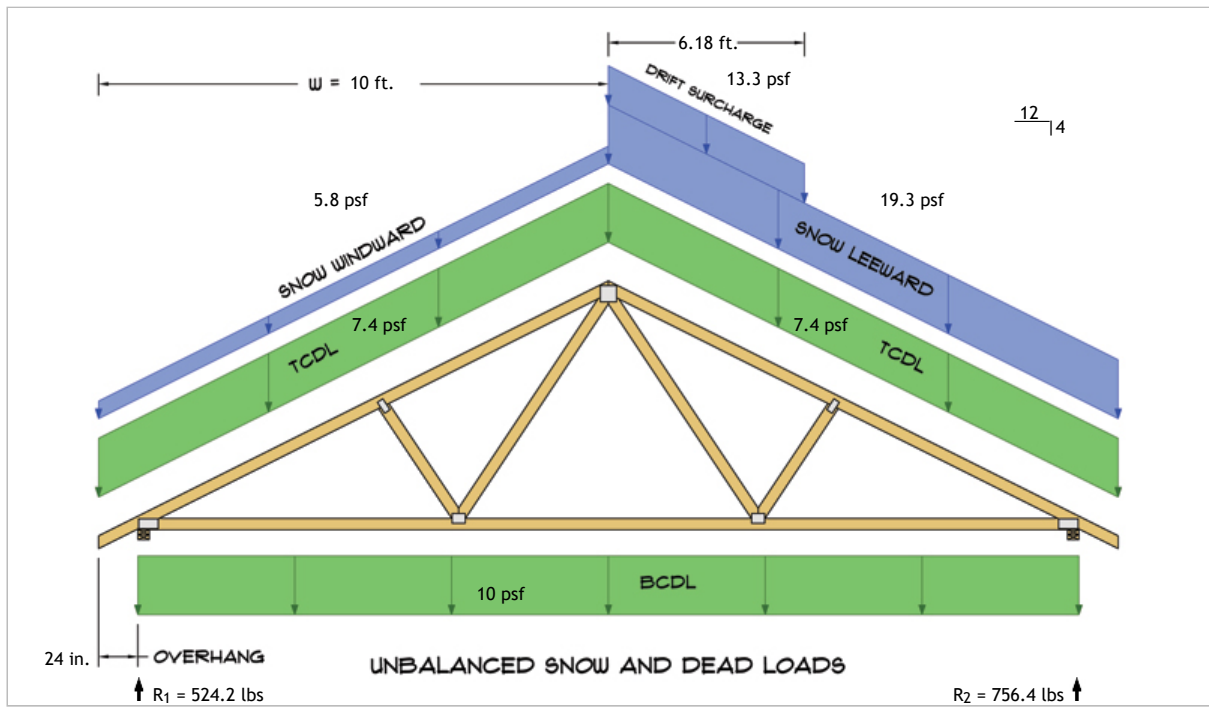 6.18 ft.
DRIFT SURCHARGE
13.3 psf
W = 10 ft.
12
4
5.8 psf
19.3 psf
SNOW WINDWARD
SNOW LEEWARD
7.4 psf
7.4 psf
TCDL
TCDL
10 psf
BCDL
24 in.
OVERHANG
UNBALANCED SNOW AND DEAD LOADS
R1 = 524.2 lbs
R2 = 756.4 lbs